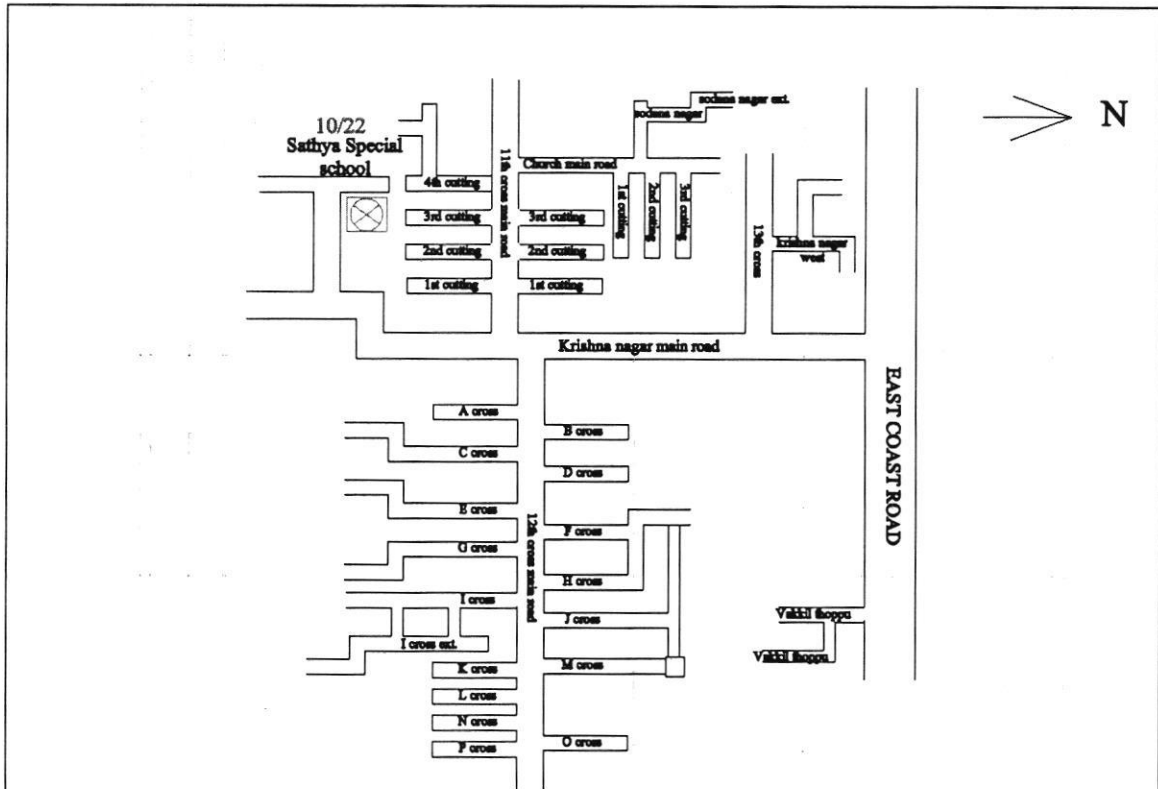 N
sodana nagar ext.
sodana nagar
10/22
Sathya Special
school
11th cross main road
Church main road
4th cutting
3rd cutting
2nd cutting
1st cutting
3rd cutting
2nd cutting
1st cutting
1st cutting
2nd cutting
3rd cutting
13th cross
krishna nagar
west
Krishna nagar main road
EAST COAST ROAD
A cross
B cross
C cross
D cross
E cross
12th cross main road
F cross
G cross
H cross
I cross
J cross
I cross ext.
Vakkil thoppu
Vakkil thoppu
K cross
M cross
L cross
N cross
O cross
P cross